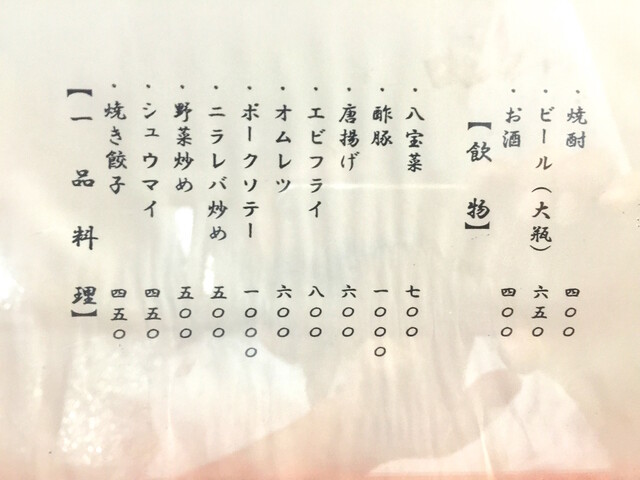 ・焼酎 四〇〇
・ビール(大瓶) 六五〇
・お酒 四〇〇
【飲物】
・八宝菜 七〇〇
・酢豚 一〇〇〇
・唐揚げ 六〇〇
・エビフライ 八〇〇
・オムレツ 六〇〇
・ポークソテー 一〇〇〇
・ニラレバ炒め 五〇〇
・野菜炒め 五〇〇
・シュウマイ 四五〇
・焼き餃子 四五〇
【一品料理】